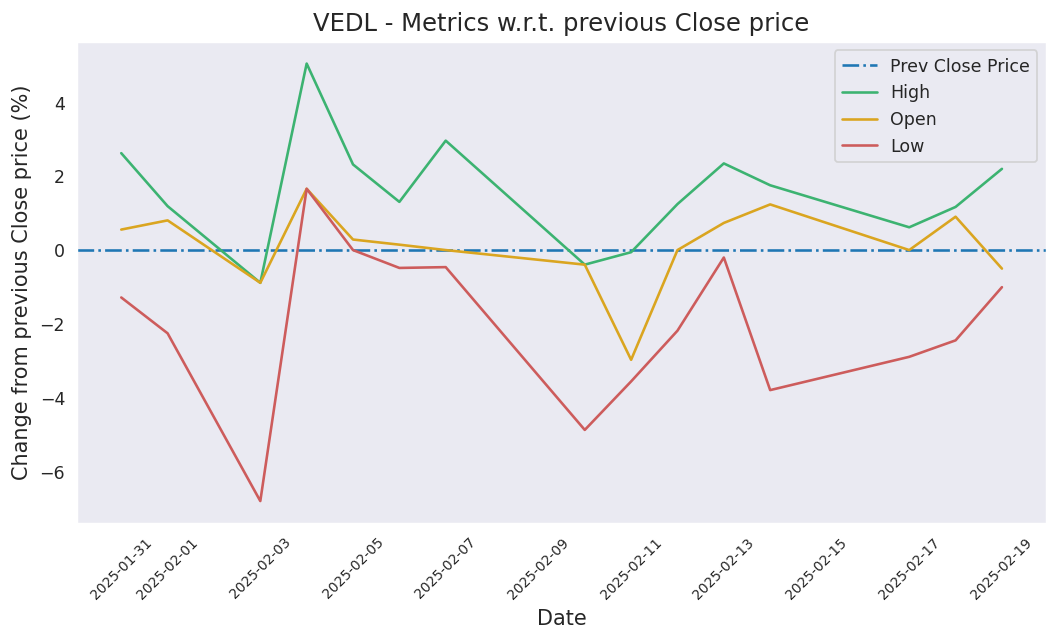 VEDL - Metrics w.r.t. previous Close price
Change from previous Close price (%)
4
2
0
−2
−4
−6
Prev Close Price
High
Open
Low
2025-01-31
2025-02-01
2025-02-03
2025-02-05
2025-02-07
2025-02-09
2025-02-11
2025-02-13
2025-02-15
2025-02-17
2025-02-19
Date